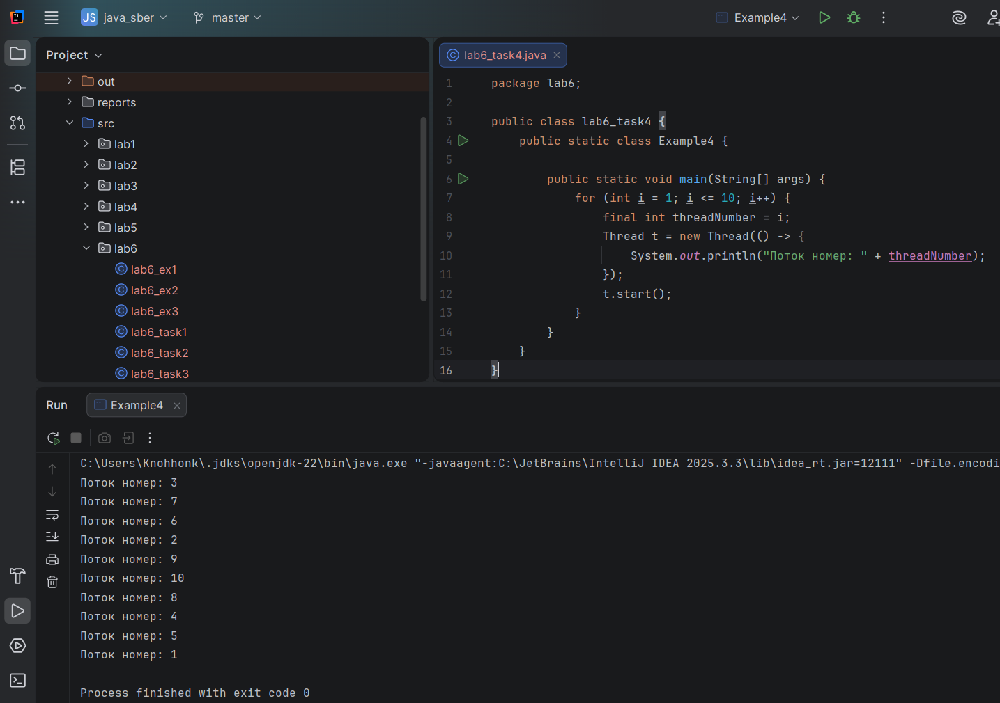 JS java_sber master Example4
Project
out
reports
src
lab1
lab2
lab3
lab4
lab5
lab6
lab6_ex1
lab6_ex2
lab6_ex3
lab6_task1
lab6_task2
lab6_task3
lab6_task4.java
1 package lab6;
2
3 public class lab6_task4 {
4 public static class Example4 {
5
6 public static void main(String[] args) {
7 for (int i = 1; i <= 10; i++) {
8 final int threadNumber = i;
9 Thread t = new Thread(() -> {
10 System.out.println("Поток номер: " + threadNumber);
11 });
12 t.start();
13 }
14 }
15 }
16 }
Run Example4
C:\Users\Knohhonk\.jdks\openjdk-22\bin\java.exe "-javaagent:C:\JetBrains\IntelliJ IDEA 2025.3.3\lib\idea_rt.jar=12111" -Dfile.encodi
Поток номер: 3
Поток номер: 7
Поток номер: 6
Поток номер: 2
Поток номер: 9
Поток номер: 10
Поток номер: 8
Поток номер: 4
Поток номер: 5
Поток номер: 1
Process finished with exit code 0